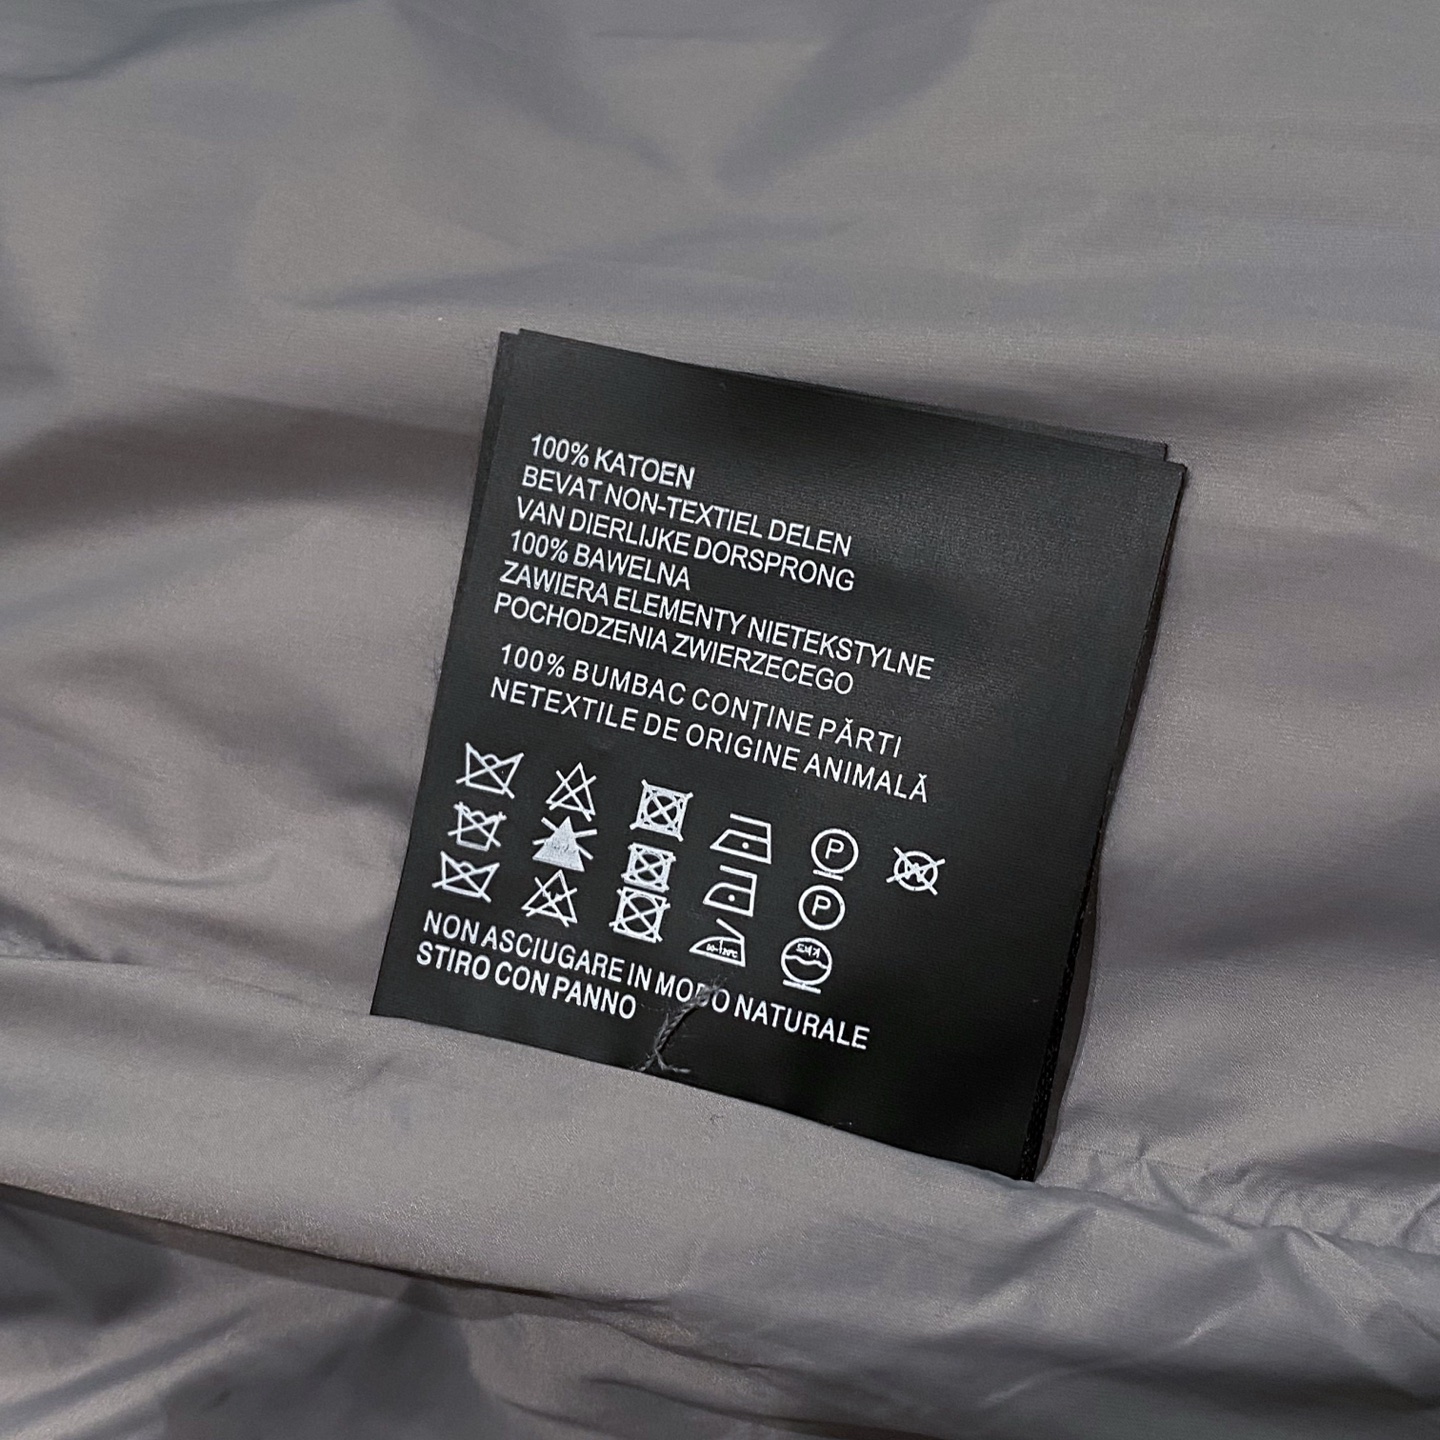 100% KATOEN
BEVAT NON-TEXTIEL DELEN
VAN DIERLIJKE DORSPRONG
100% BAWELNA
ZAWIERA ELEMENTY NIETEKSTYLNE
POCHODZENIA ZWIERZECEGO
100% BUMBAC CONȚINE PĂRTI
NETEXTILE DE ORIGINE ANIMALĂ
P W
P
NON ASCIUGARE IN MODO NATURALE
STIRO CON PANNO